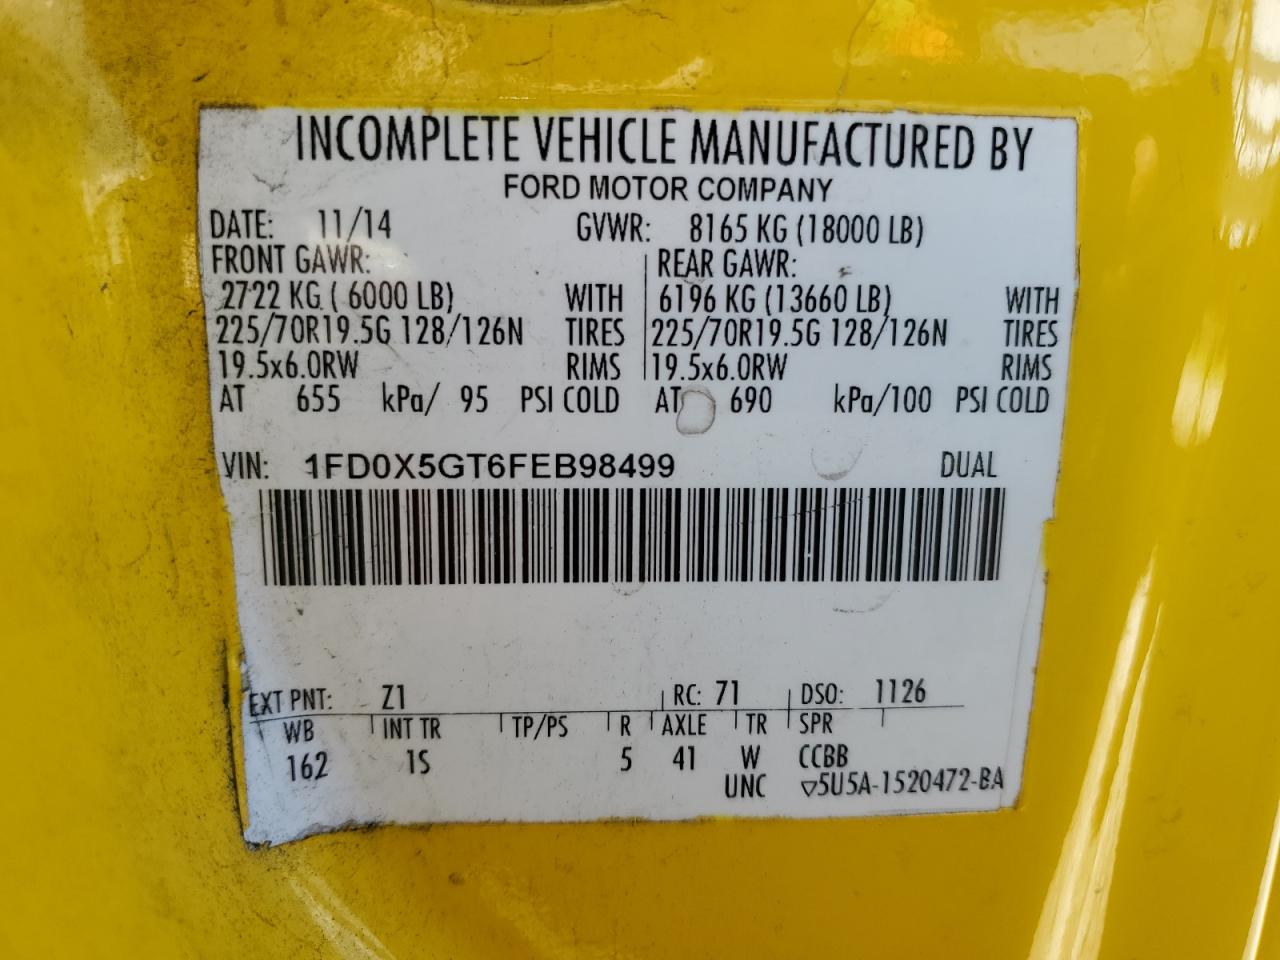 INCOMPLETE VEHICLE MANUFACTURED BY
FORD MOTOR COMPANY
DATE: 11/14 GVWR: 8165 KG (18000 LB)
FRONT GAWR: REAR GAWR:
2722 KG ( 6000 LB) WITH 6196 KG (13660 LB) WITH
225/70R19.5G 128/126N TIRES 225/70R19.5G 128/126N TIRES
19.5x6.0RW RIMS 19.5x6.0RW RIMS
AT 655 kPa/ 95 PSI COLD AT 690 kPa/100 PSI COLD
VIN: 1FD0X5GT6FEB98499 DUAL
EXT PNT: Z1 RC: 71 DSO: 1126
WB INT TR TP/PS R AXLE TR SPR
162 1S 5 41 W CCBB
UNC ▽5U5A-1520472-BA